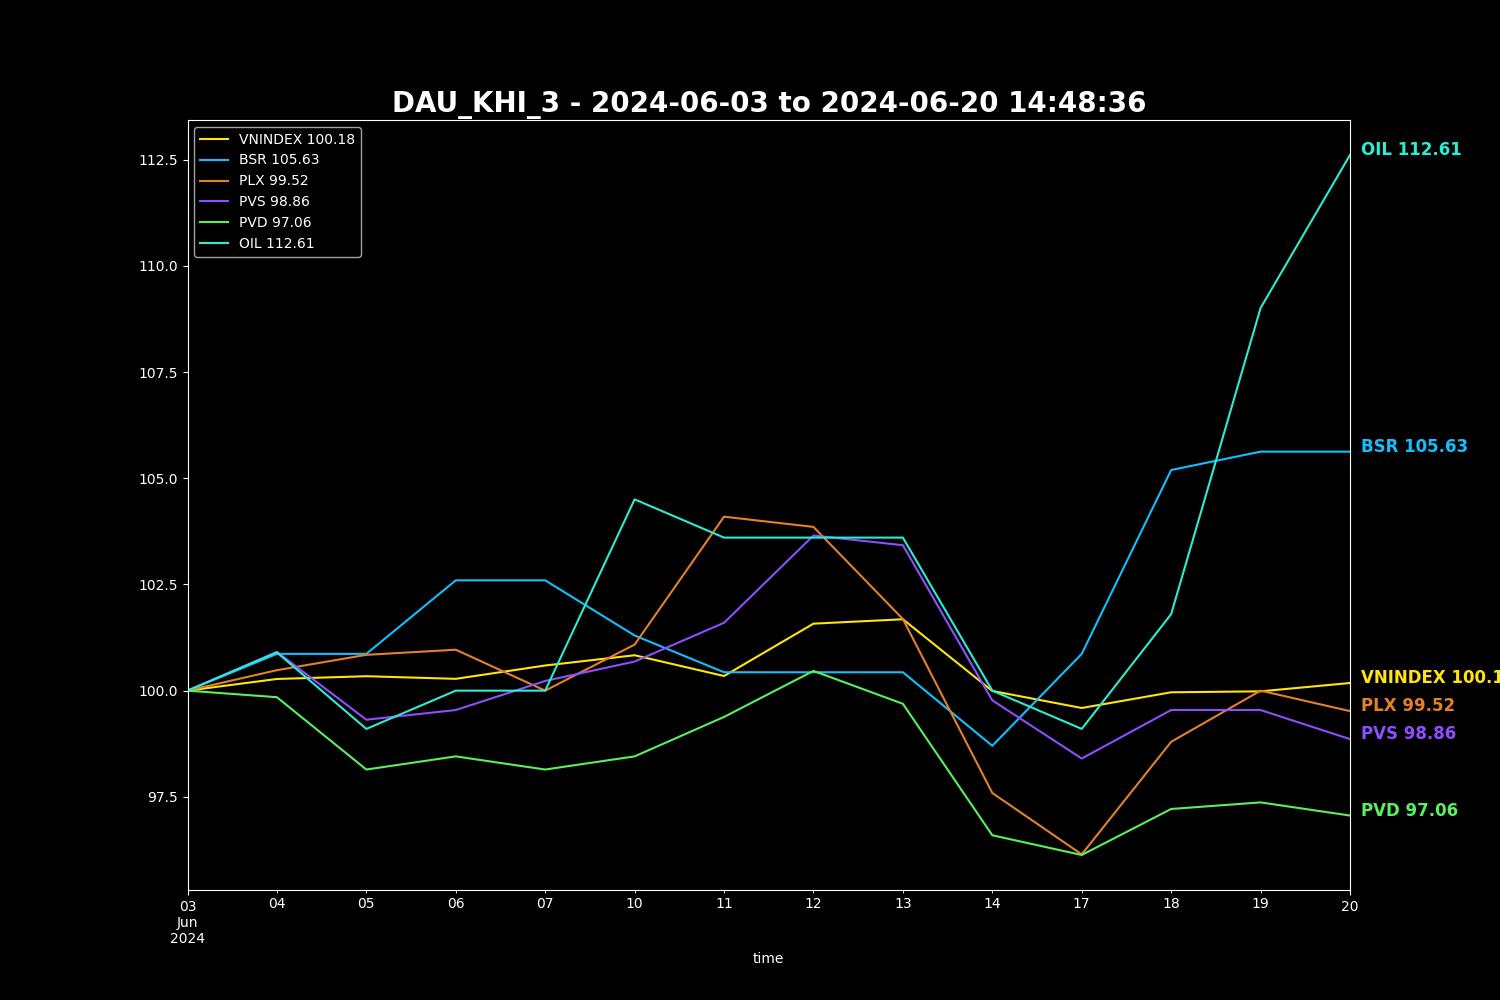 DAU_KHI_3 - 2024-06-03 to 2024-06-20 14:48:36
VNINDEX 100.18
BSR 105.63
PLX 99.52
PVS 98.86
PVD 97.06
OIL 112.61
112.5
110.0
107.5
105.0
102.5
100.0
97.5
OIL 112.61
BSR 105.63
VNINDEX 100.1
PLX 99.52
PVS 98.86
PVD 97.06
03 04 05 06 07 10 11 12 13 14 17 18 19 20
Jun
2024
time